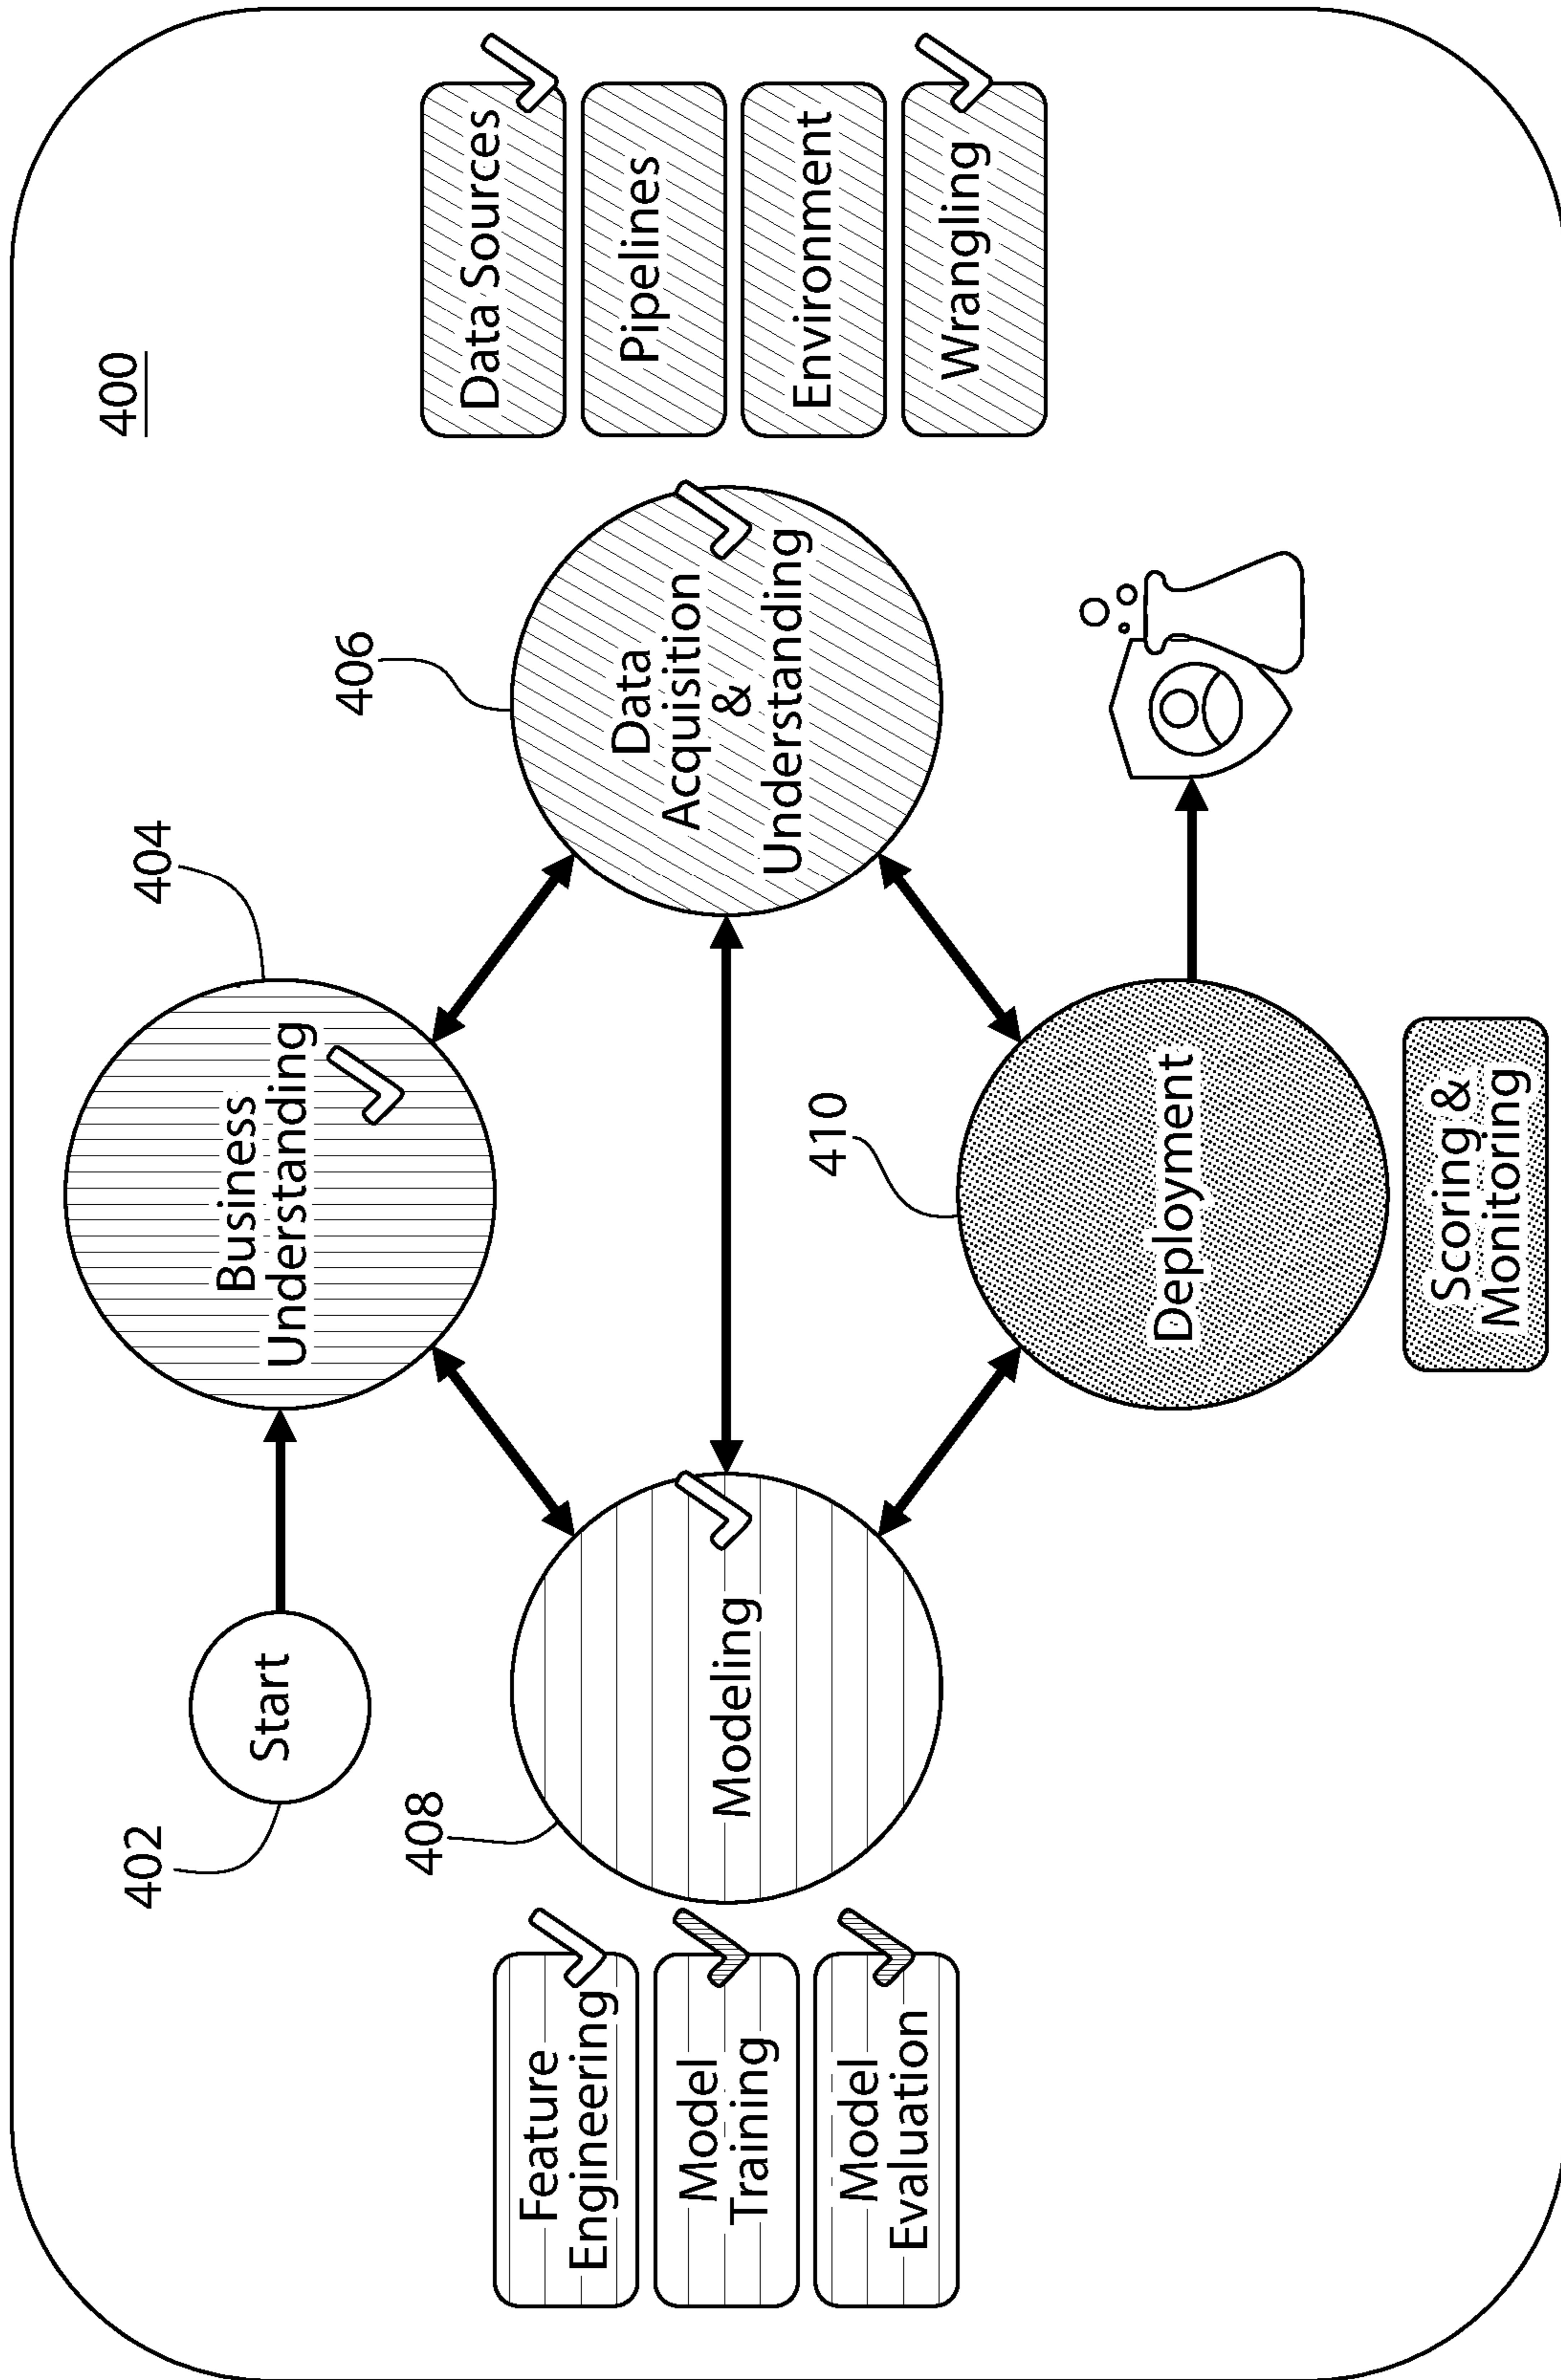 400
402
Start
404
Business
Understanding
406
Data
Acquisition
&
Understanding
Data Sources
Pipelines
Environment
Wrangling
408
Modeling
Feature
Engineering
Model
Training
Model
Evaluation
410
Deployment
Scoring &
Monitoring